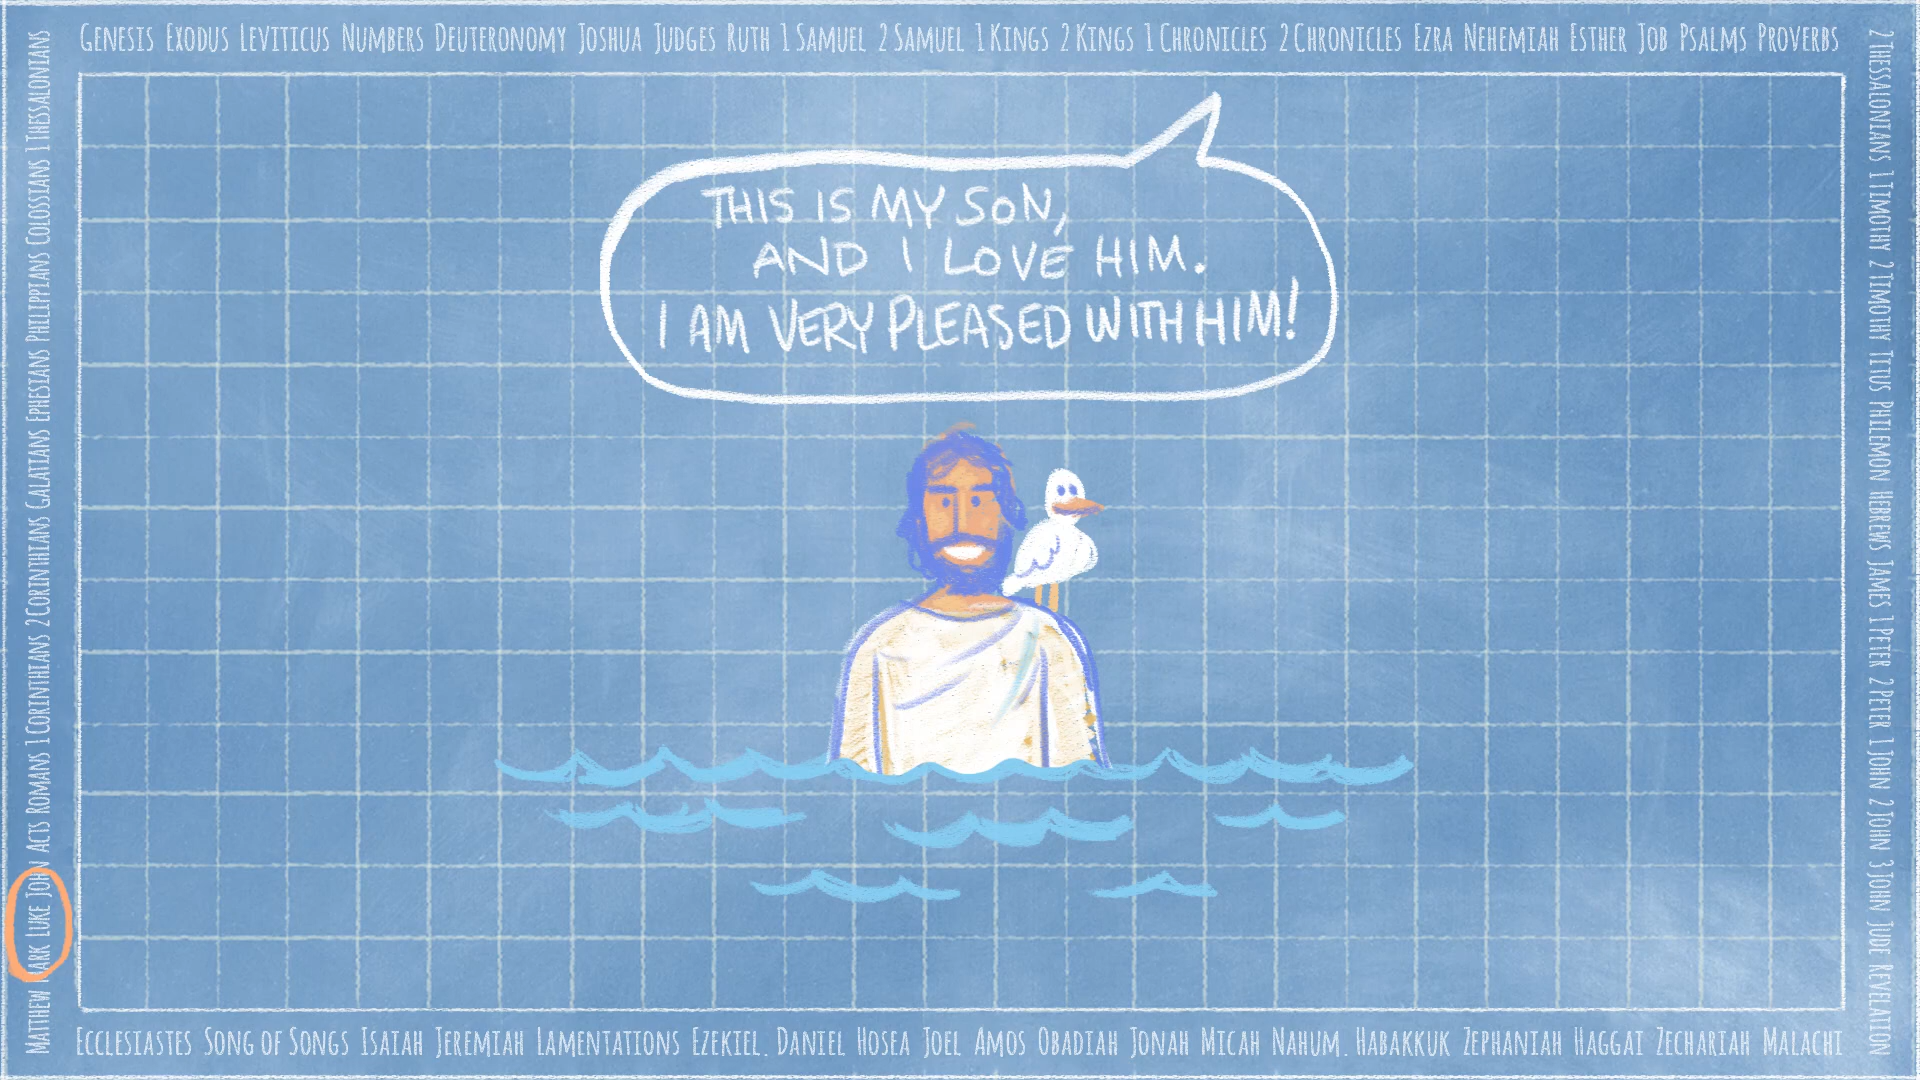 Genesis Exodus Leviticus Numbers Deuteronomy Joshua Judges Ruth 1 Samuel 2 Samuel 1 Kings 2 Kings 1 Chronicles 2 Chronicles Ezra Nehemiah Esther Job Psalms Proverbs
THIS IS MY SON,
AND I LOVE HIM.
I AM VERY PLEASED WITH HIM!
Ecclesiastes Song of Songs Isaiah Jeremiah Lamentations Ezekiel. Daniel Hosea Joel Amos Obadiah Jonah Micah Nahum. Habakkuk Zephaniah Haggai Zechariah Malachi
Matthew Mark Luke John Acts Romans 1 Corinthians 2 Corinthians Galatians Ephesians Philippians Colossians 1 Thessalonians
2 Thessalonians 1 Timothy 2 Timothy Titus Philemon Hebrews James 1 Peter 2 Peter 1 John 2 John 3 John Jude Revelation